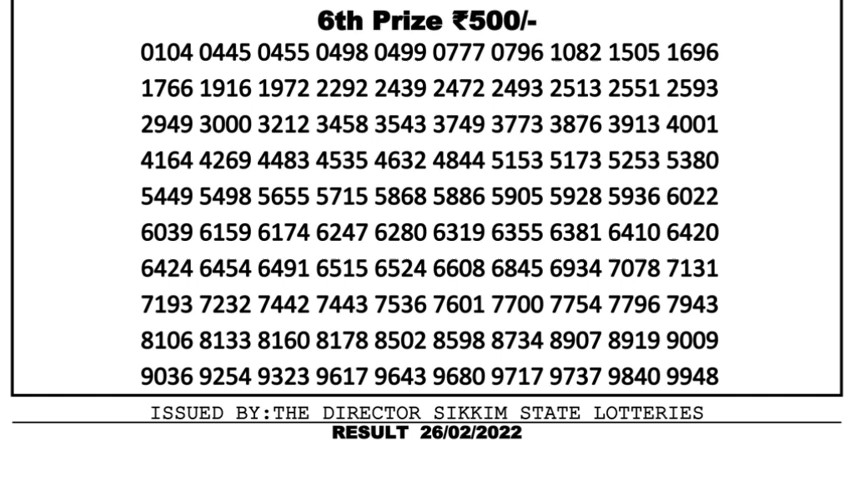 6th Prize ₹500/-
0104 0445 0455 0498 0499 0777 0796 1082 1505 1696
1766 1916 1972 2292 2439 2472 2493 2513 2551 2593
2949 3000 3212 3458 3543 3749 3773 3876 3913 4001
4164 4269 4483 4535 4632 4844 5153 5173 5253 5380
5449 5498 5655 5715 5868 5886 5905 5928 5936 6022
6039 6159 6174 6247 6280 6319 6355 6381 6410 6420
6424 6454 6491 6515 6524 6608 6845 6934 7078 7131
7193 7232 7442 7443 7536 7601 7700 7754 7796 7943
8106 8133 8160 8178 8502 8598 8734 8907 8919 9009
9036 9254 9323 9617 9643 9680 9717 9737 9840 9948
ISSUED BY:THE DIRECTOR SIKKIM STATE LOTTERIES
RESULT 26/02/2022